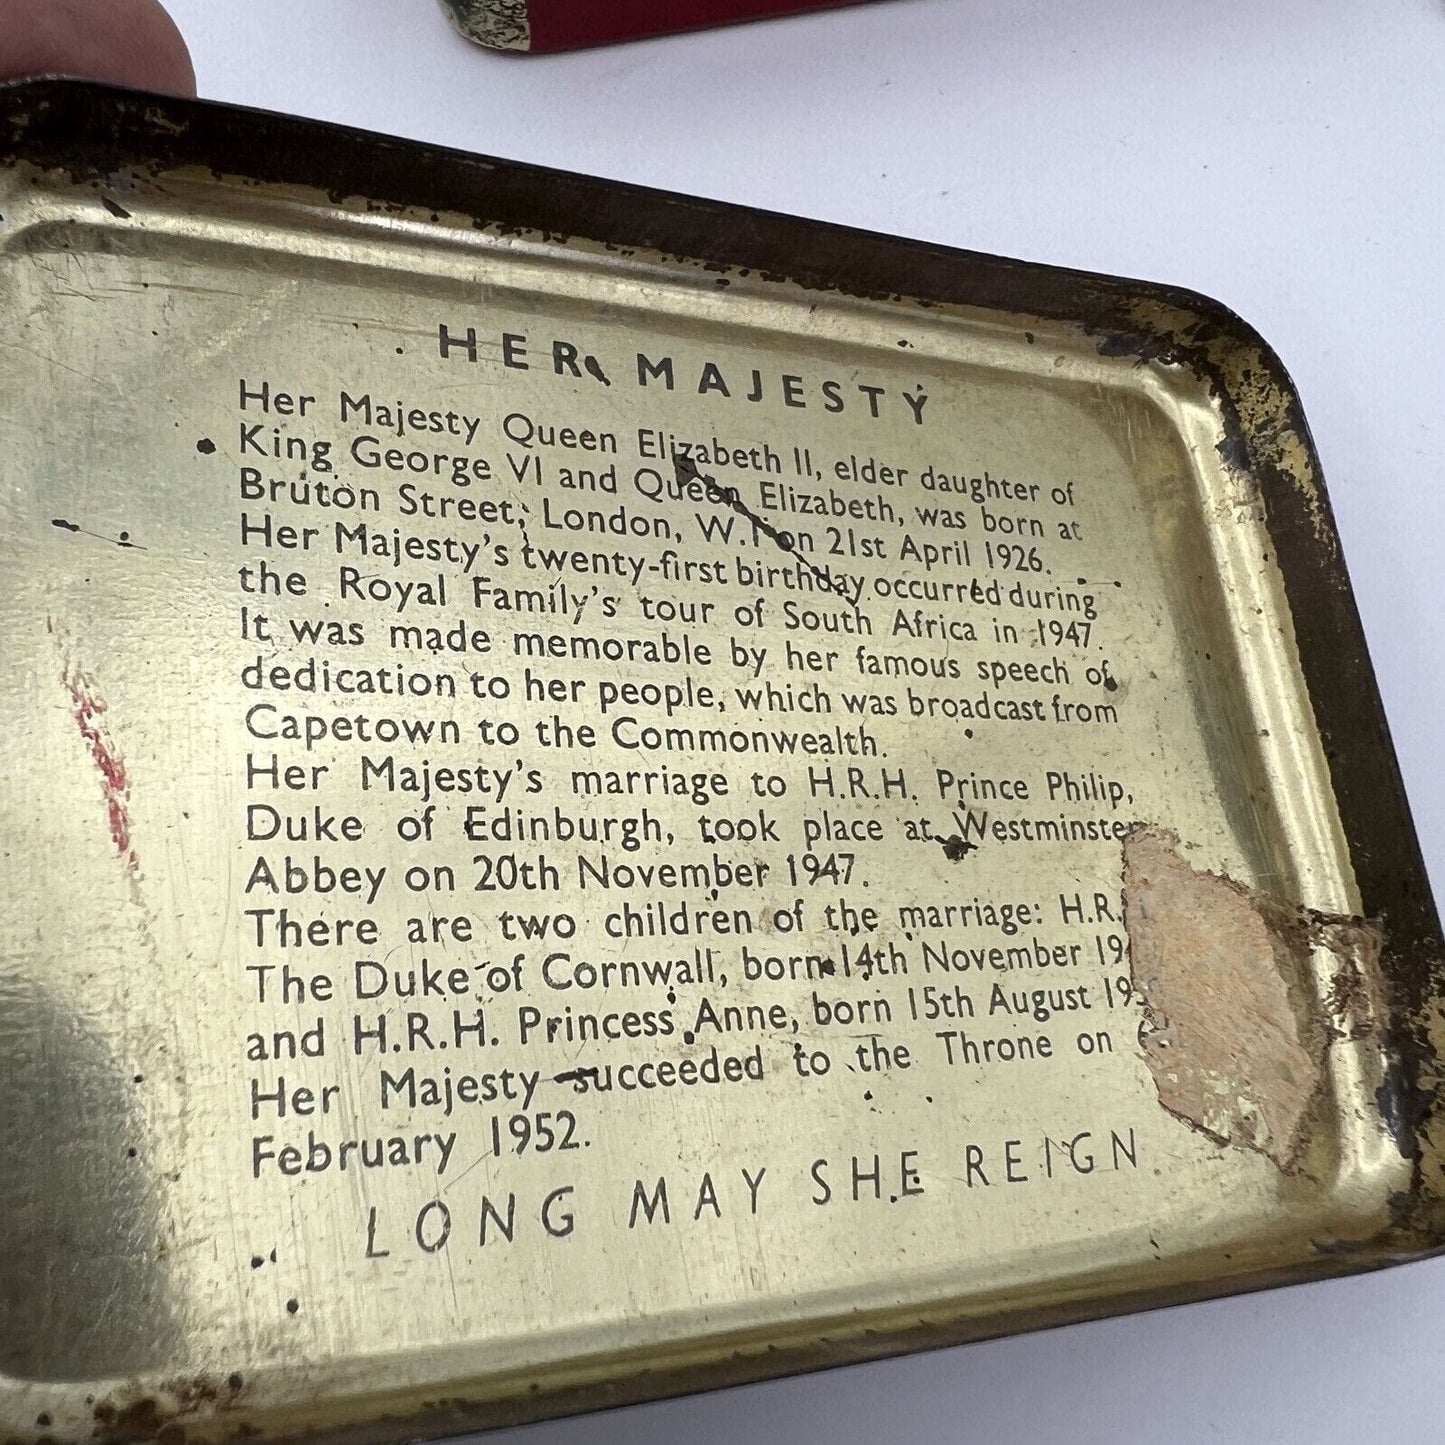 HER MAJESTY
Her Majesty Queen Elizabeth II, elder daughter of
King George VI and Queen Elizabeth, was born at
Bruton Street, London, W.1 on 21st April 1926.
Her Majesty's twenty-first birthday occurred during
the Royal Family's tour of South Africa in 1947.
It was made memorable by her famous speech of
dedication to her people, which was broadcast from
Capetown to the Commonwealth.
Her Majesty's marriage to H.R.H. Prince Philip,
Duke of Edinburgh, took place at Westminster
Abbey on 20th November 1947.
There are two children of the marriage: H.R.
The Duke of Cornwall, born 14th November 19
and H.R.H. Princess Anne, born 15th August 195
Her Majesty succeeded to the Throne on
February 1952.
LONG MAY SHE REIGN